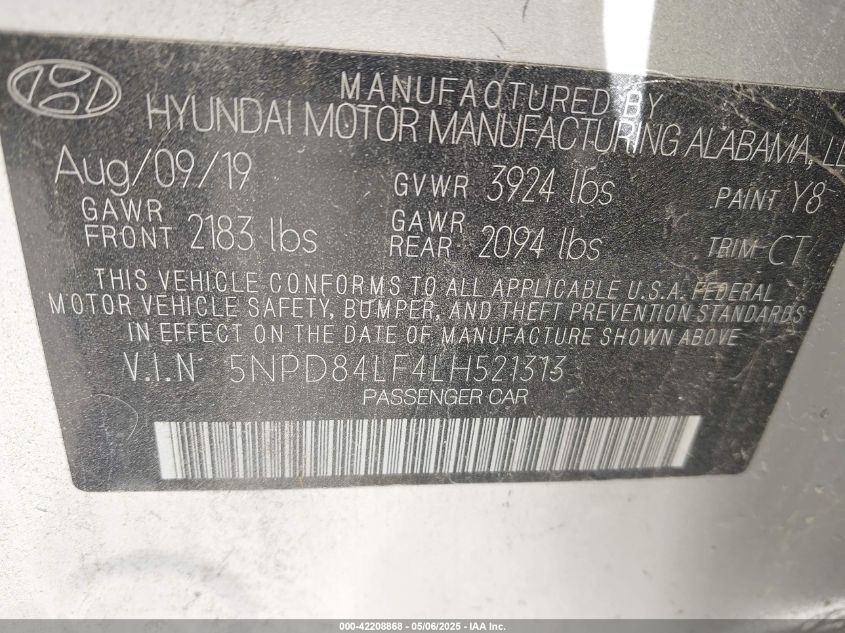 MANUFACTURED BY
HYUNDAI MOTOR MANUFACTURING ALABAMA, LL
Aug/09/19 GVWR 3924 lbs PAINT Y8
GAWR FRONT 2183 lbs GAWR REAR 2094 lbs TRIM CT
THIS VEHICLE CONFORMS TO ALL APPLICABLE U.S.A. FEDERAL
MOTOR VEHICLE SAFETY, BUMPER, AND THEFT PREVENTION STANDARDS
IN EFFECT ON THE DATE OF MANUFACTURE SHOWN ABOVE
V.I.N 5NPD84LF4LH521313
PASSENGER CAR
000-42208868 - 05/06/2025 - IAA Inc.